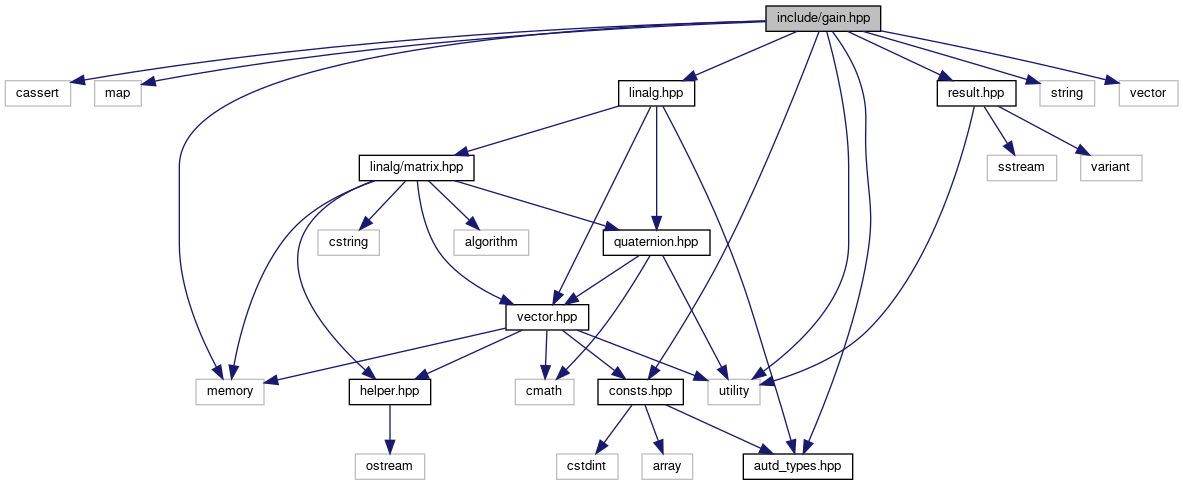 include/gain.hpp
cassert
map
linalg.hpp
result.hpp
string
vector
linalg/matrix.hpp
sstream
variant
cstring
algorithm
quaternion.hpp
vector.hpp
memory
helper.hpp
cmath
consts.hpp
utility
ostream
cstdint
array
autd_types.hpp